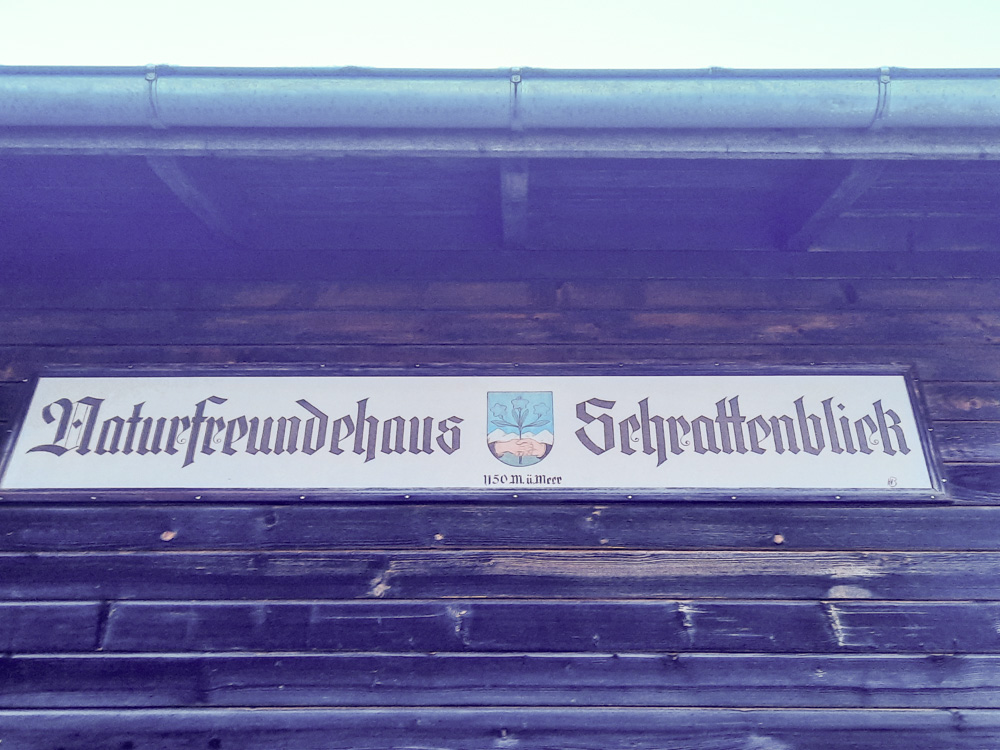 Naturfreundehaus Schrattenblick
1150 M. ü. Meer